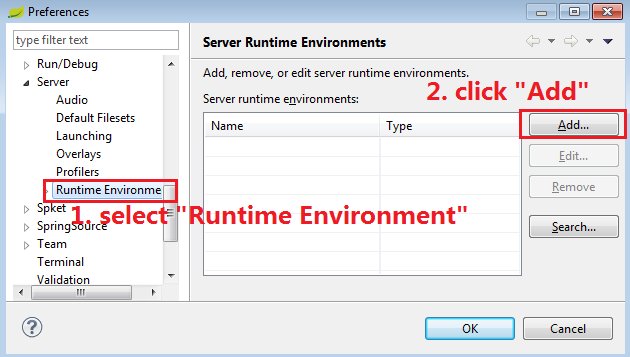 Preferences
type filter text
Server Runtime Environments
Run/Debug
Server
Audio
Default Filesets
Launching
Overlays
Profilers
Runtime Environme
Spket
SpringSource
Team
Terminal
Validation
Add, remove, or edit server runtime environments.
2. click "Add"
Server runtime environments:
Name Type
Add...
Edit...
Remove
Search...
1. select "Runtime Environment"
?
OK
Cancel